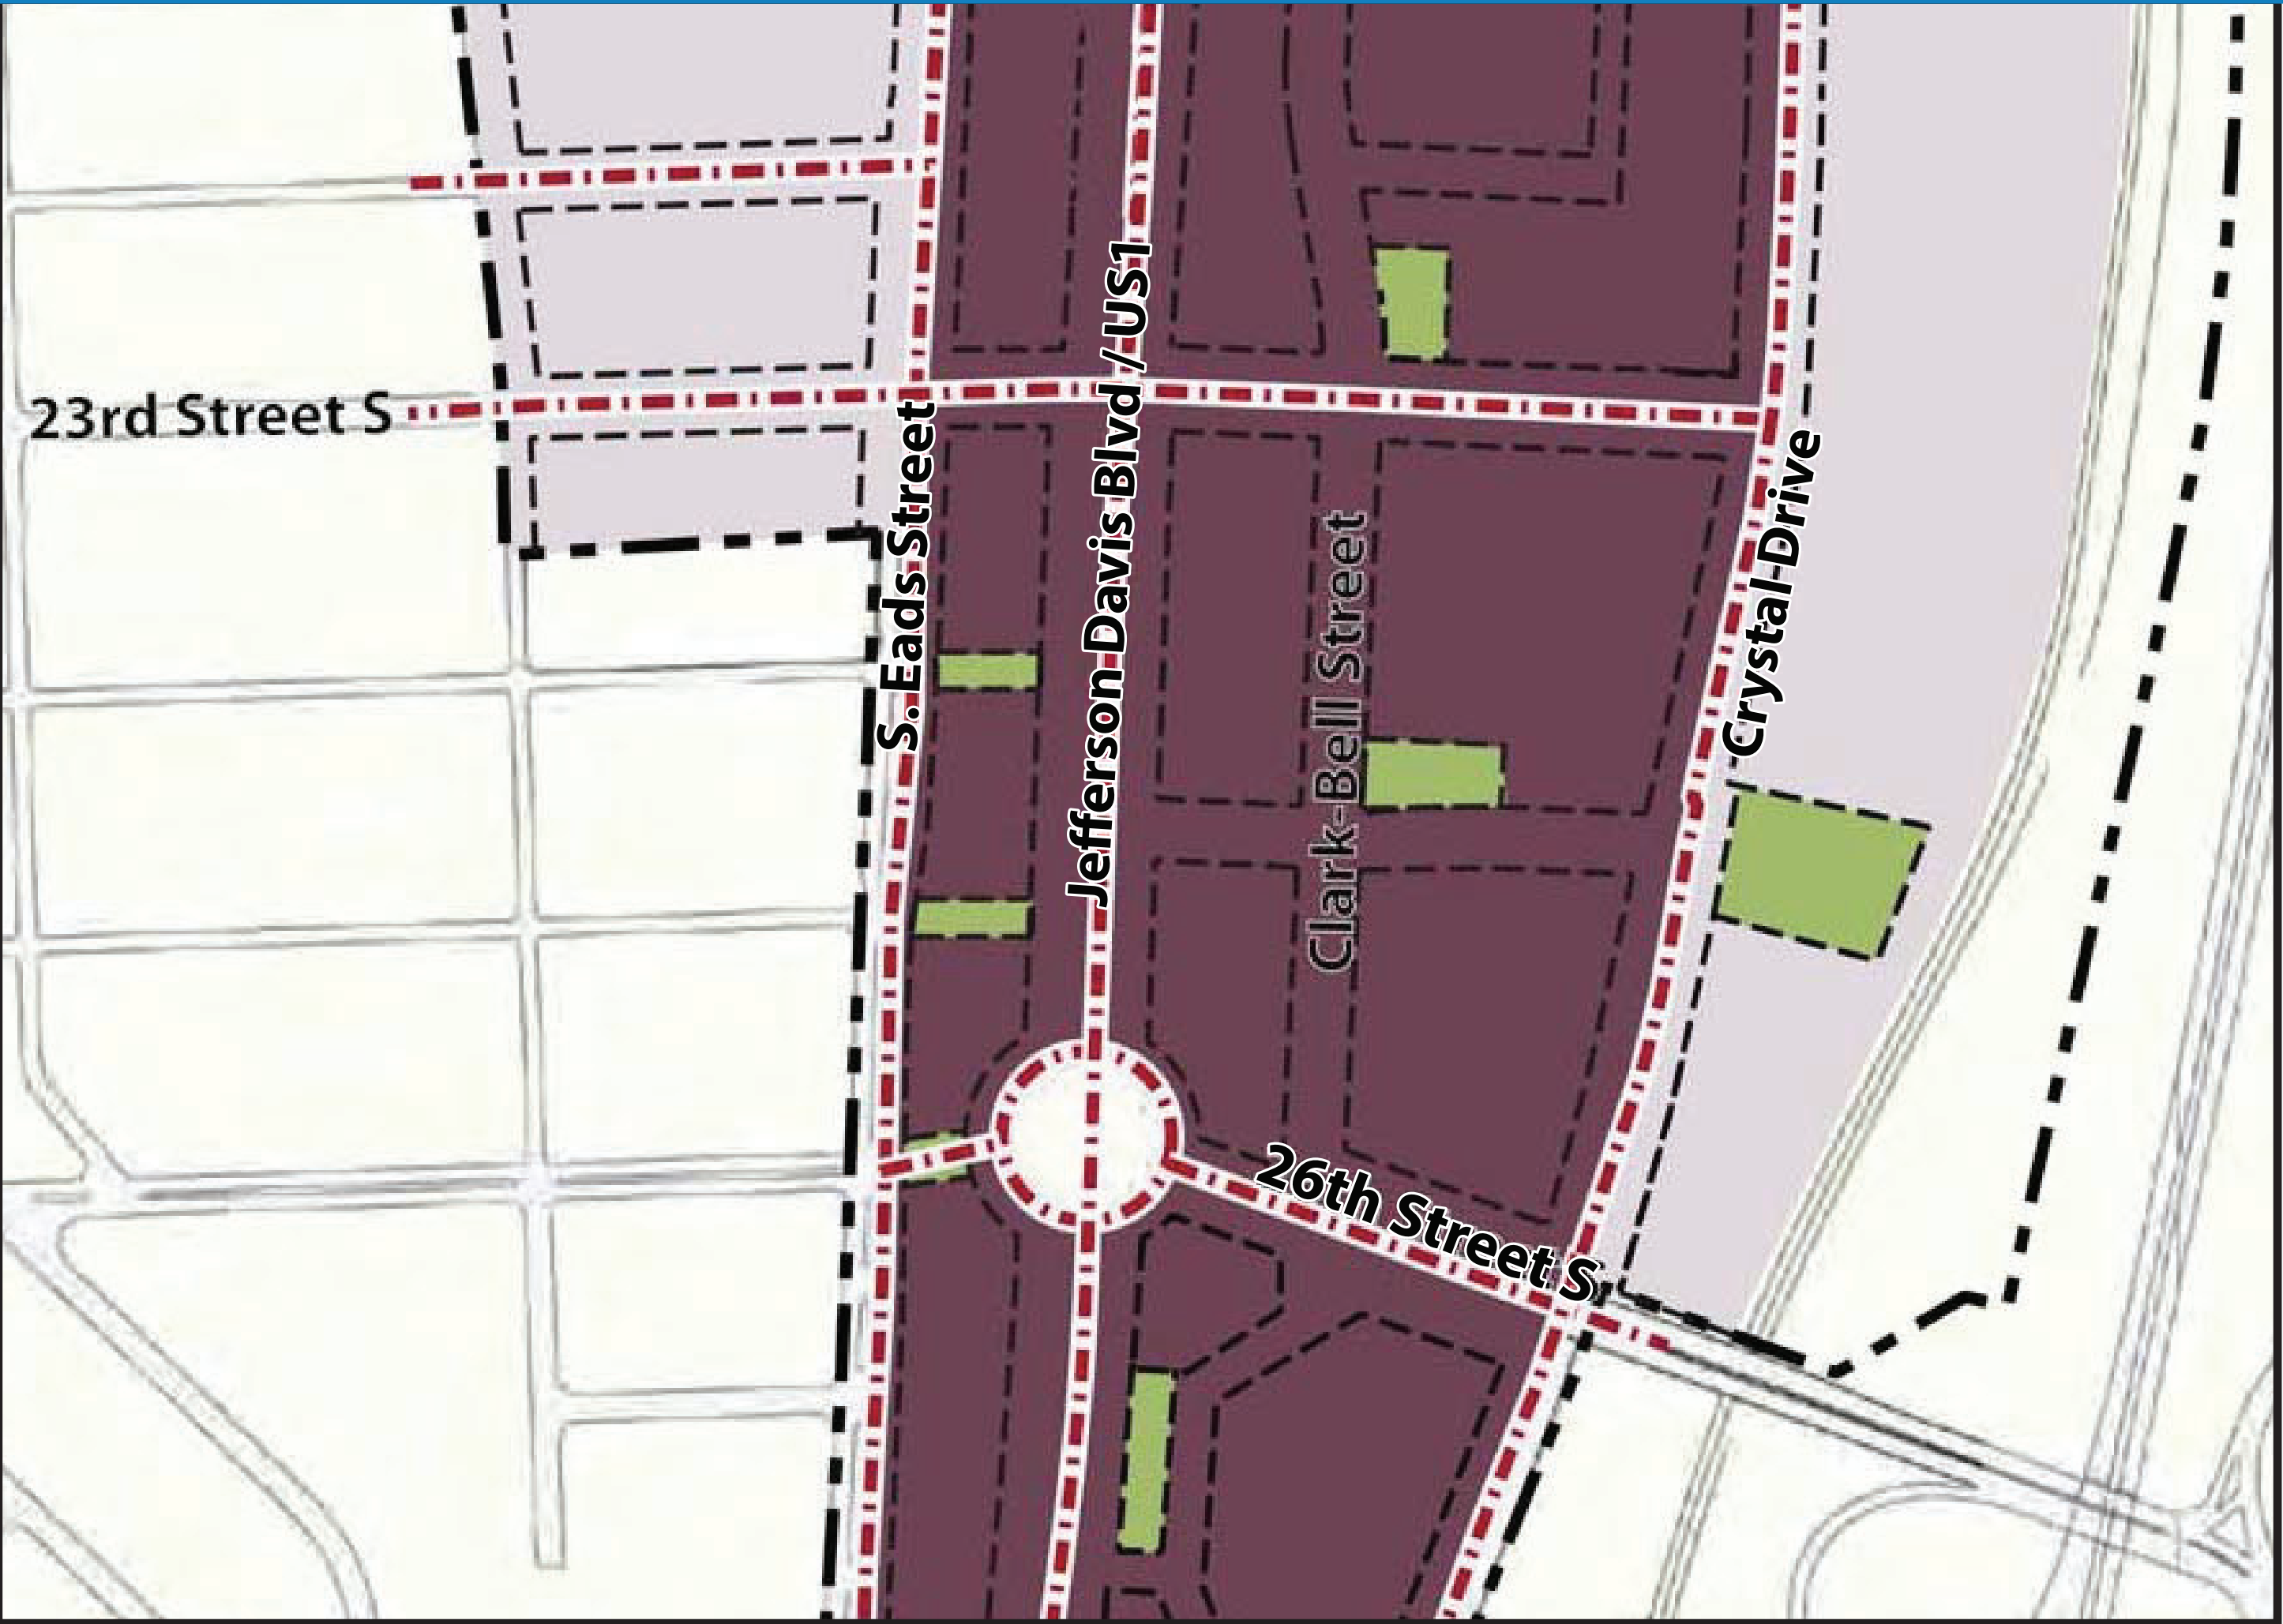 23rd Street S
S. Eads Street
Jefferson Davis Blvd / US1
Clark-Bell Street
Crystal Drive
26th Street S